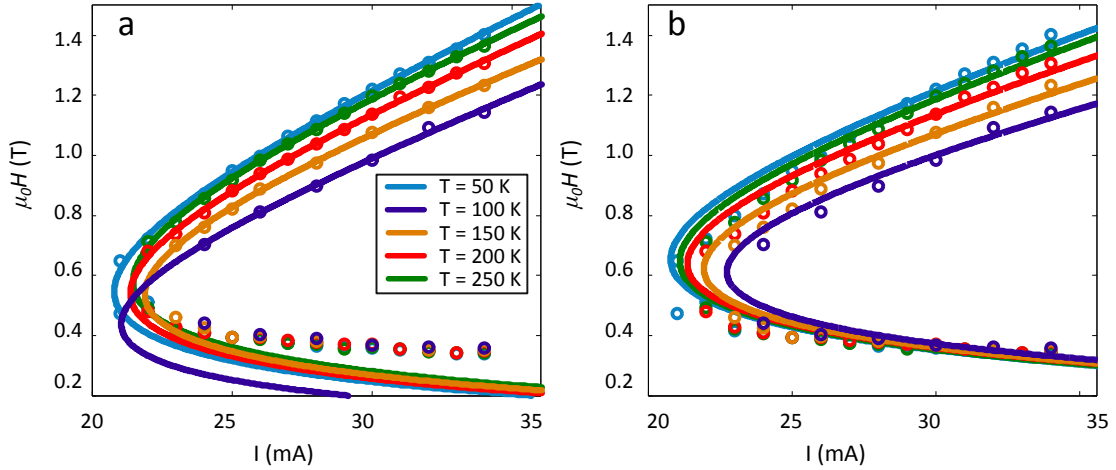 a
μ₀H (T)
1.4
1.2
1.0
0.8
0.6
0.4
0.2
T = 50 K
T = 100 K
T = 150 K
T = 200 K
T = 250 K
20 25 30 35
I (mA)
b
μ₀H (T)
1.4
1.2
1.0
0.8
0.6
0.4
0.2
20 25 30 35
I (mA)